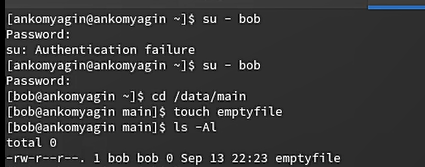 [ankomyagin@ankomyagin ~]$ su - bob
Password:
su: Authentication failure
[ankomyagin@ankomyagin ~]$ su - bob
Password:
[bob@ankomyagin ~]$ cd /data/main
[bob@ankomyagin main]$ touch emptyfile
[bob@ankomyagin main]$ ls -Al
total 0
-rw-r--r--. 1 bob bob 0 Sep 13 22:23 emptyfile